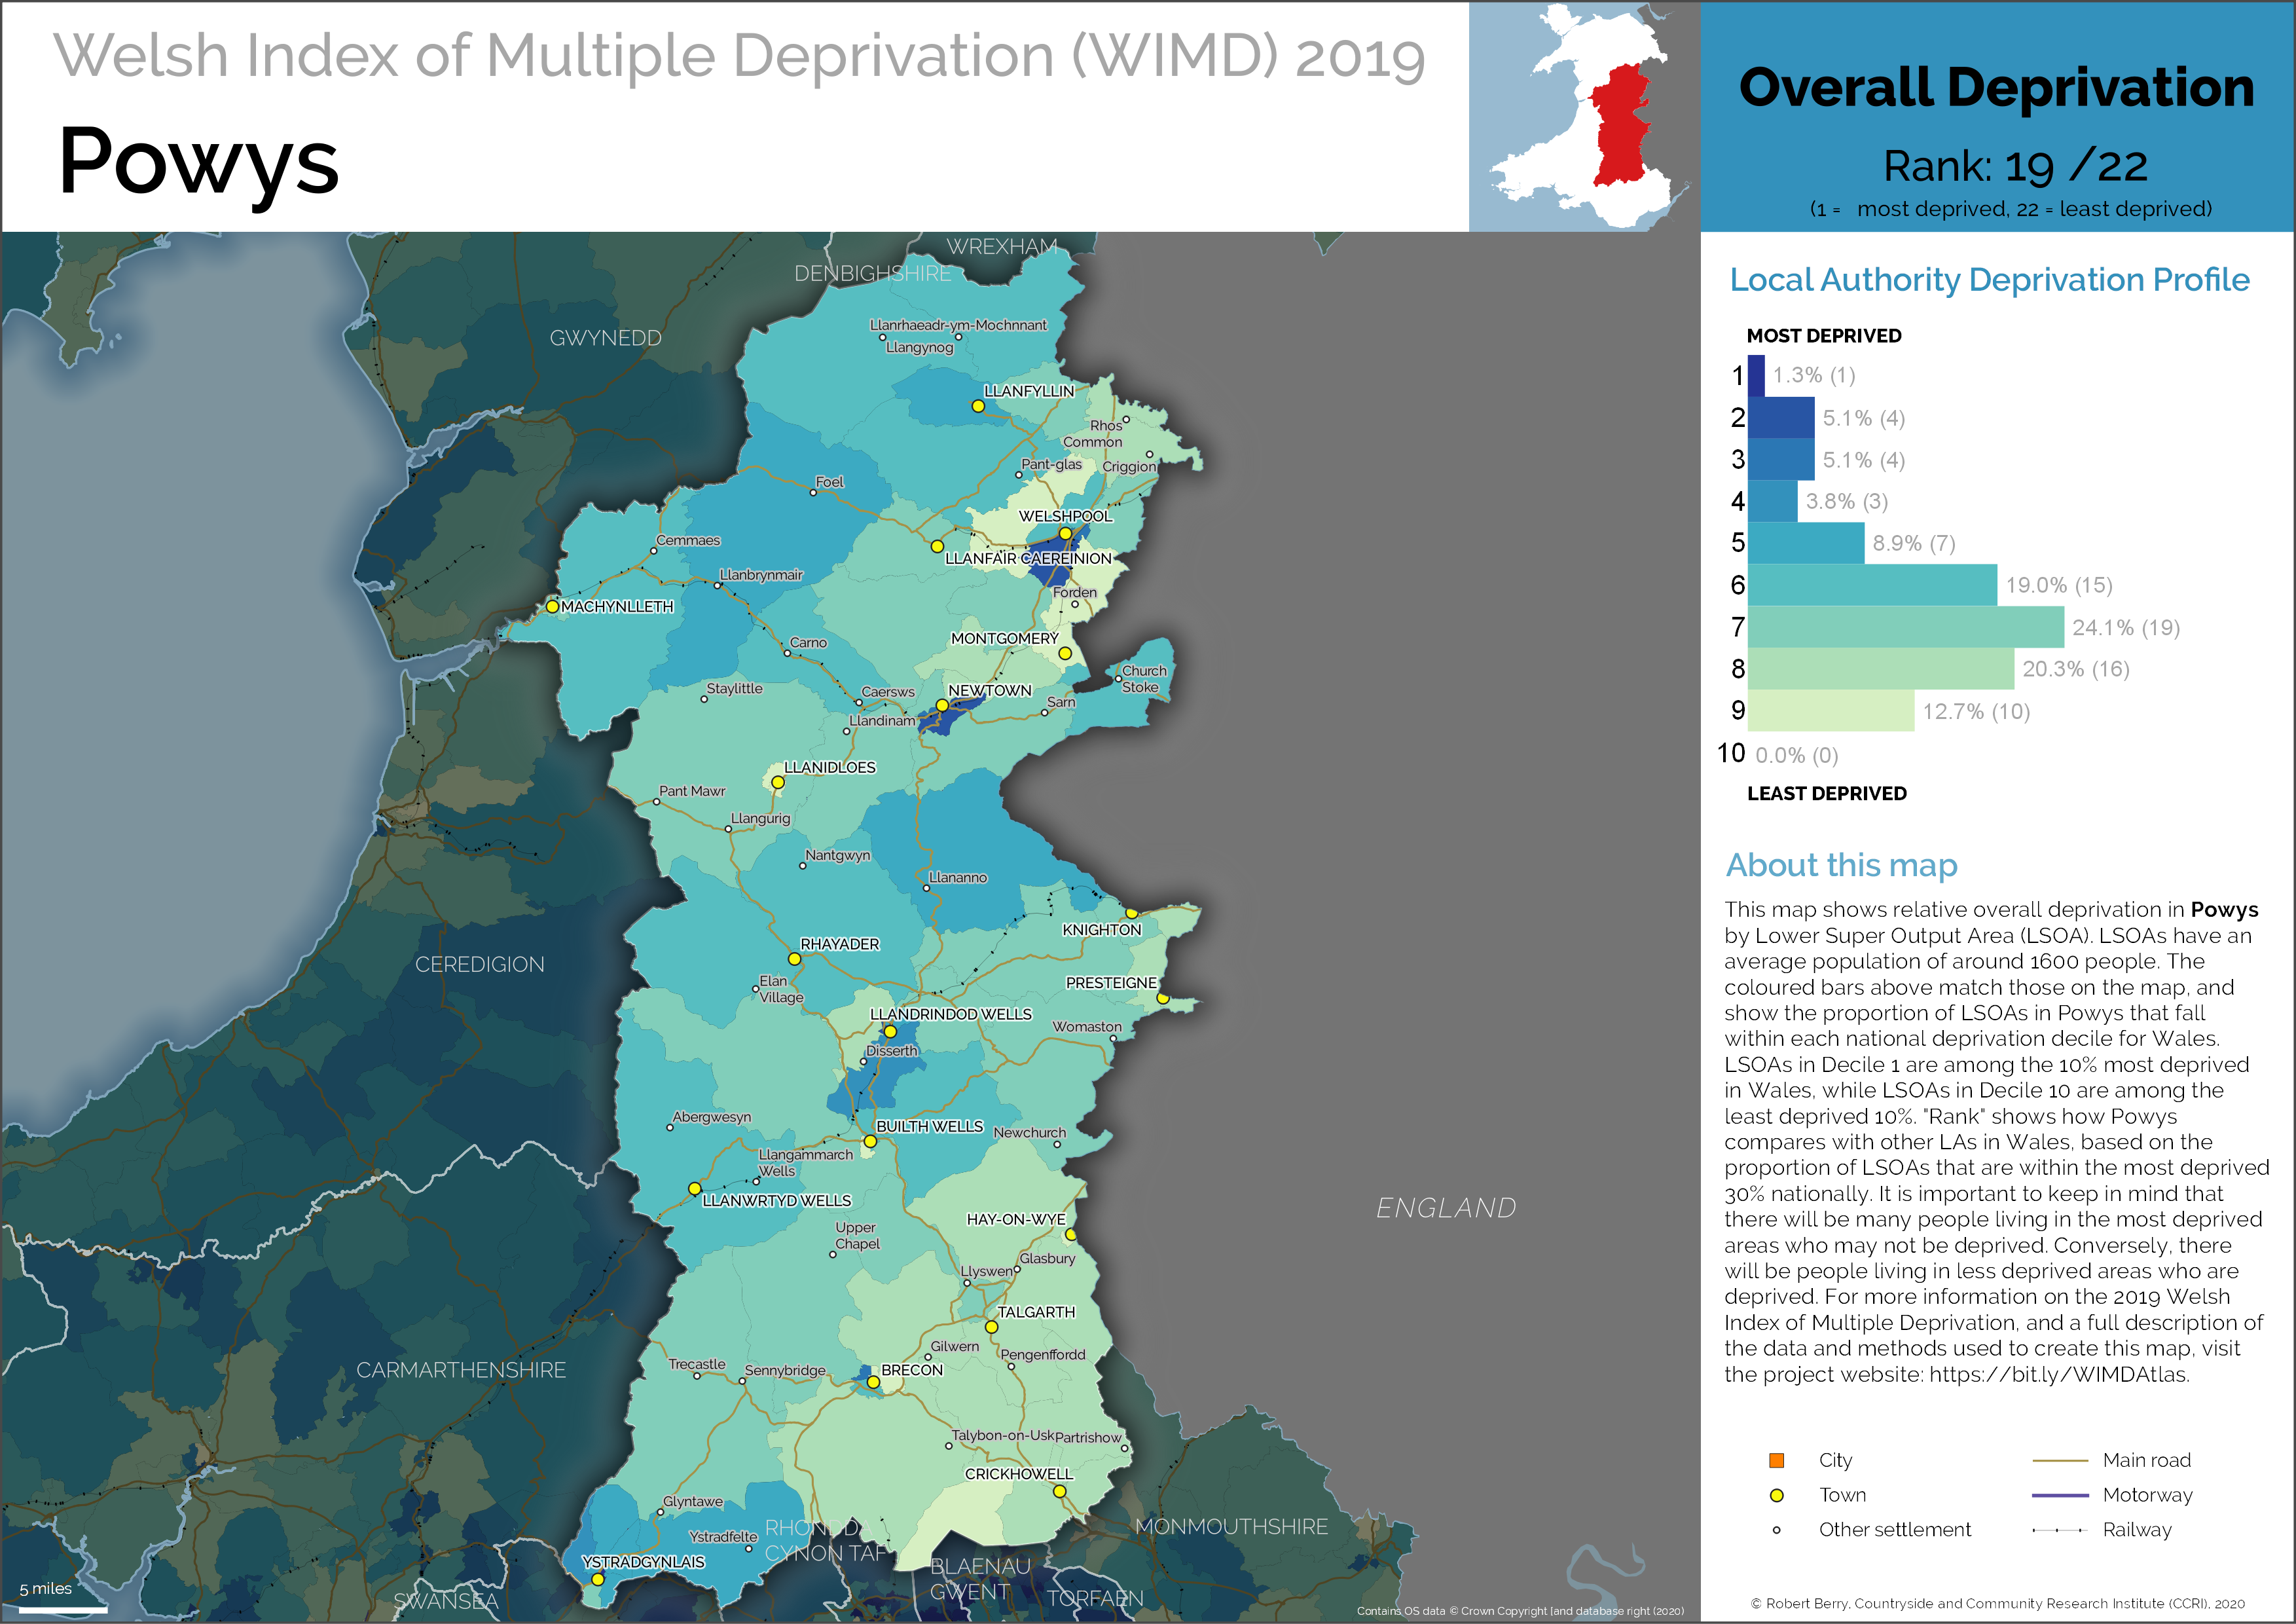 Welsh Index of Multiple Deprivation (WIMD) 2019
Powys
Overall Deprivation
Rank: 19 /22
(1 = most deprived, 22 = least deprived)
WREXHAM
DENBIGHSHIRE
GWYNEDD
Llanrhaeadr-ym-Mochnnant
Llangynog
LLANFYLLIN
Rhos
Common
Pant-glas
Criggion
Foel
WELSHPOOL
Cemmaes
LLANFAIR CAEREINION
Llanbrynmair
Forden
MACHYNLLETH
MONTGOMERY
Carno
Church
Stoke
Staylittle
Caersws
NEWTOWN
Sarn
Llandinam
LLANIDLOES
Pant Mawr
Llangurig
Nantgwyn
Llananno
KNIGHTON
RHAYADER
CEREDIGION
Elan
Village
PRESTEIGNE
LLANDRINDOD WELLS
Womaston
Disserth
Abergwesyn
BUILTH WELLS
Newchurch
Llangammarch
Wells
LLANWRTYD WELLS
ENGLAND
HAY-ON-WYE
Upper
Chapel
Glasbury
Llyswen
TALGARTH
Gilwern
Pengenffordd
Trecastle
Sennybridge
BRECON
CARMARTHENSHIRE
Talybon-on-Usk
Partrishow
CRICKHOWELL
Glyntawe
Ystradfelte
RHONDDA
CYNON TAF
MONMOUTHSHIRE
YSTRADGYNLAIS
BLAENAU
GWENT
TORFAEN
SWANSEA
5 miles
Contains OS data © Crown Copyright [and database right (2020)
Local Authority Deprivation Profile
MOST DEPRIVED
1 1.3% (1)
2 5.1% (4)
3 5.1% (4)
4 3.8% (3)
5 8.9% (7)
6 19.0% (15)
7 24.1% (19)
8 20.3% (16)
9 12.7% (10)
10 0.0% (0)
LEAST DEPRIVED
About this map
This map shows relative overall deprivation in Powys
by Lower Super Output Area (LSOA). LSOAs have an
average population of around 1600 people. The
coloured bars above match those on the map, and
show the proportion of LSOAs in Powys that fall
within each national deprivation decile for Wales.
LSOAs in Decile 1 are among the 10% most deprived
in Wales, while LSOAs in Decile 10 are among the
least deprived 10%. "Rank" shows how Powys
compares with other LAs in Wales, based on the
proportion of LSOAs that are within the most deprived
30% nationally. It is important to keep in mind that
there will be many people living in the most deprived
areas who may not be deprived. Conversely, there
will be people living in less deprived areas who are
deprived. For more information on the 2019 Welsh
Index of Multiple Deprivation, and a full description of
the data and methods used to create this map, visit
the project website: https://bit.ly/WIMDAtlas.
City
Main road
Town
Motorway
Other settlement
Railway
© Robert Berry, Countryside and Community Research Institute (CCRI), 2020